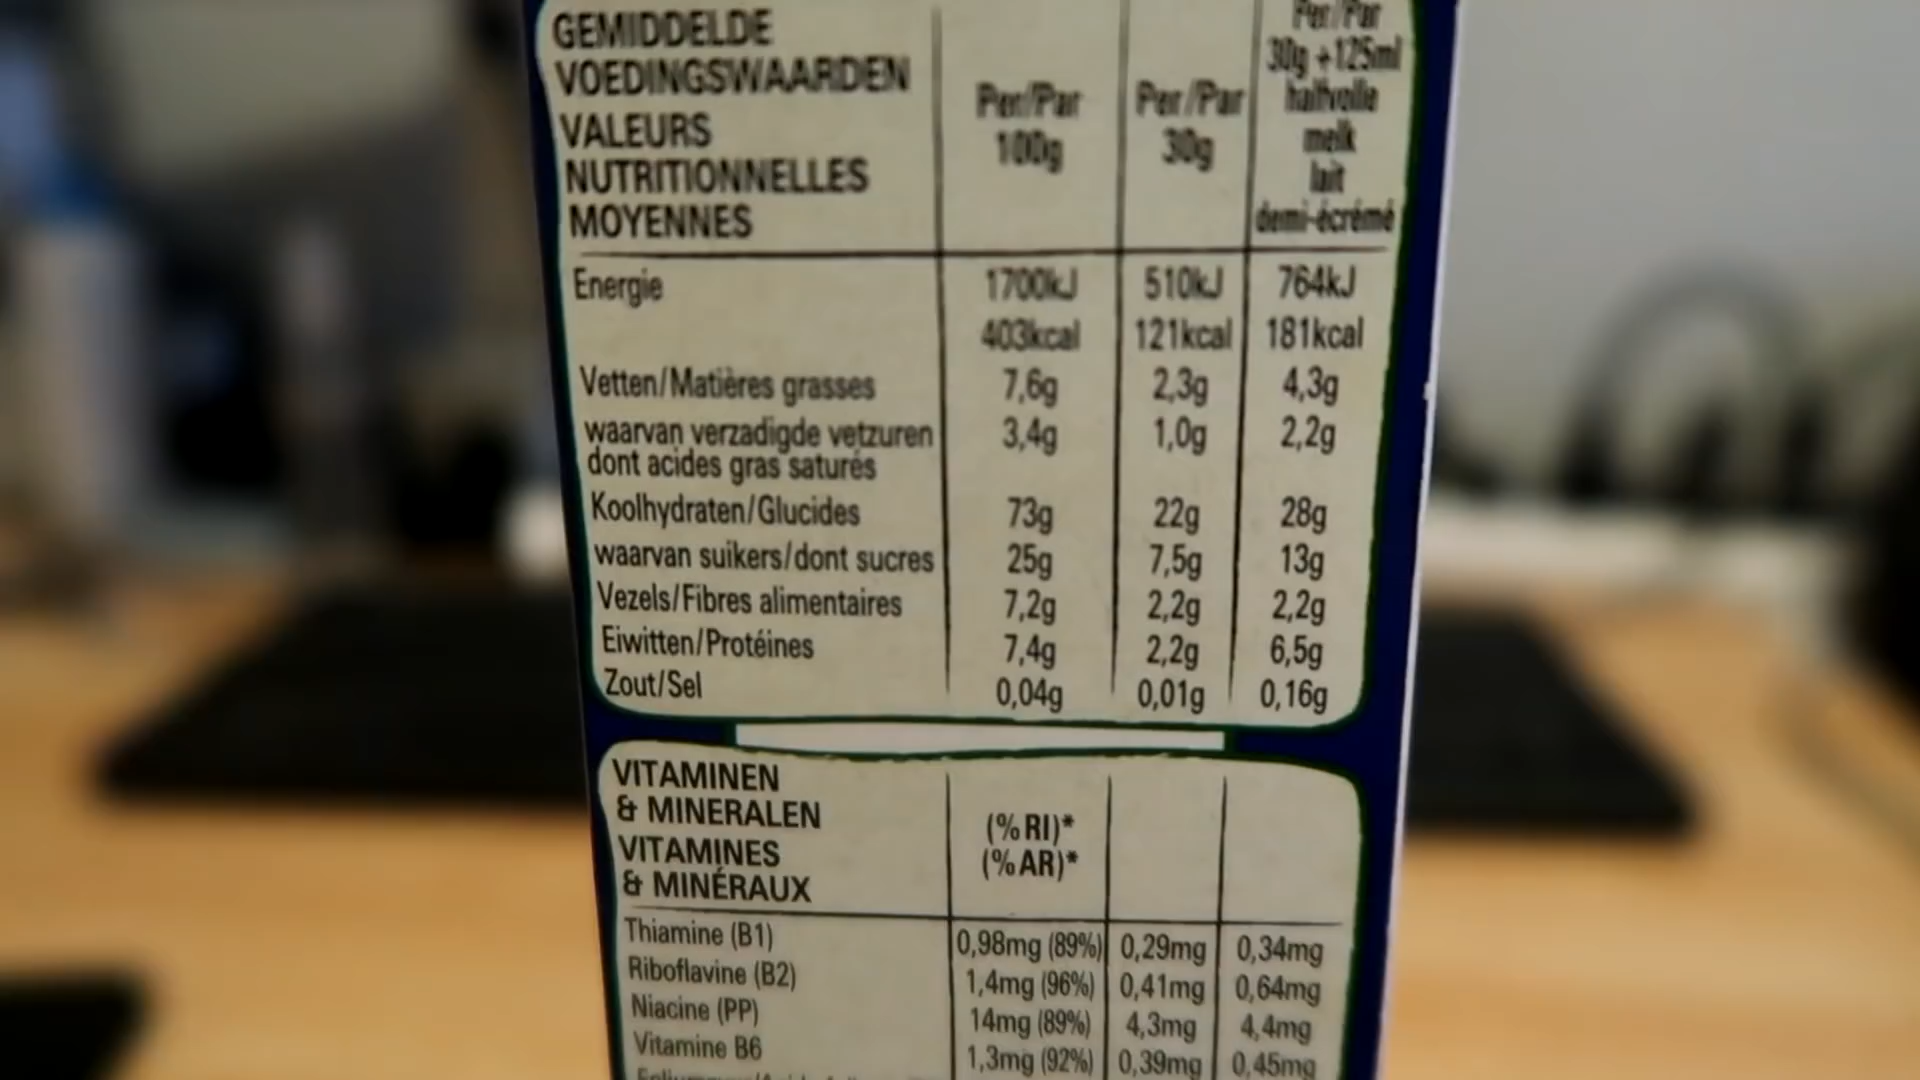 GEMIDDELDE
VOEDINGSWAARDEN
VALEURS
NUTRITIONNELLES
MOYENNES
Per/Par
100g
Per/Par
30g
Per/Par
30g +125ml
halfvolle
melk
lait
demi-écrémé
Energie 1700kJ 510kJ 764kJ
403kcal 121kcal 181kcal
Vetten/Matières grasses 7,6g 2,3g 4,3g
waarvan verzadigde vetzuren 3,4g 1,0g 2,2g
dont acides gras saturés
Koolhydraten/Glucides 73g 22g 28g
waarvan suikers/dont sucres 25g 7,5g 13g
Vezels/Fibres alimentaires 7,2g 2,2g 2,2g
Eiwitten/Protéines 7,4g 2,2g 6,5g
Zout/Sel 0,04g 0,01g 0,16g
VITAMINEN
& MINERALEN
VITAMINES
& MINÉRAUX
(% RI)*
(% AR)*
Thiamine (B1) 0,98mg (89%) 0,29mg 0,34mg
Riboflavine (B2) 1,4mg (96%) 0,41mg 0,64mg
Niacine (PP) 14mg (89%) 4,3mg 4,4mg
Vitamine B6 1,3mg (92%) 0,39mg 0,45mg